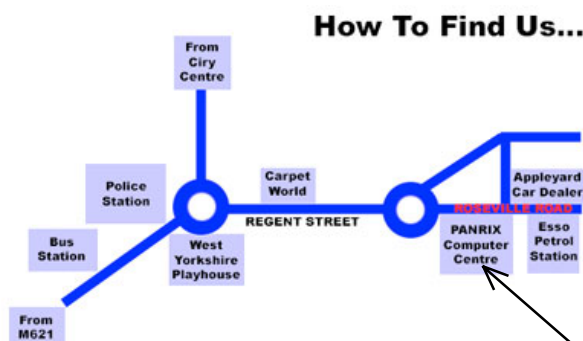 How To Find Us...
From
Ciry
Centre
Police
Station
Carpet
World
Appleyard
Car Dealer
ROSEVILLE ROAD
REGENT STREET
Bus
Station
West
Yorkshire
Playhouse
PANRIX
Computer
Centre
Esso
Petrol
Station
From
M621